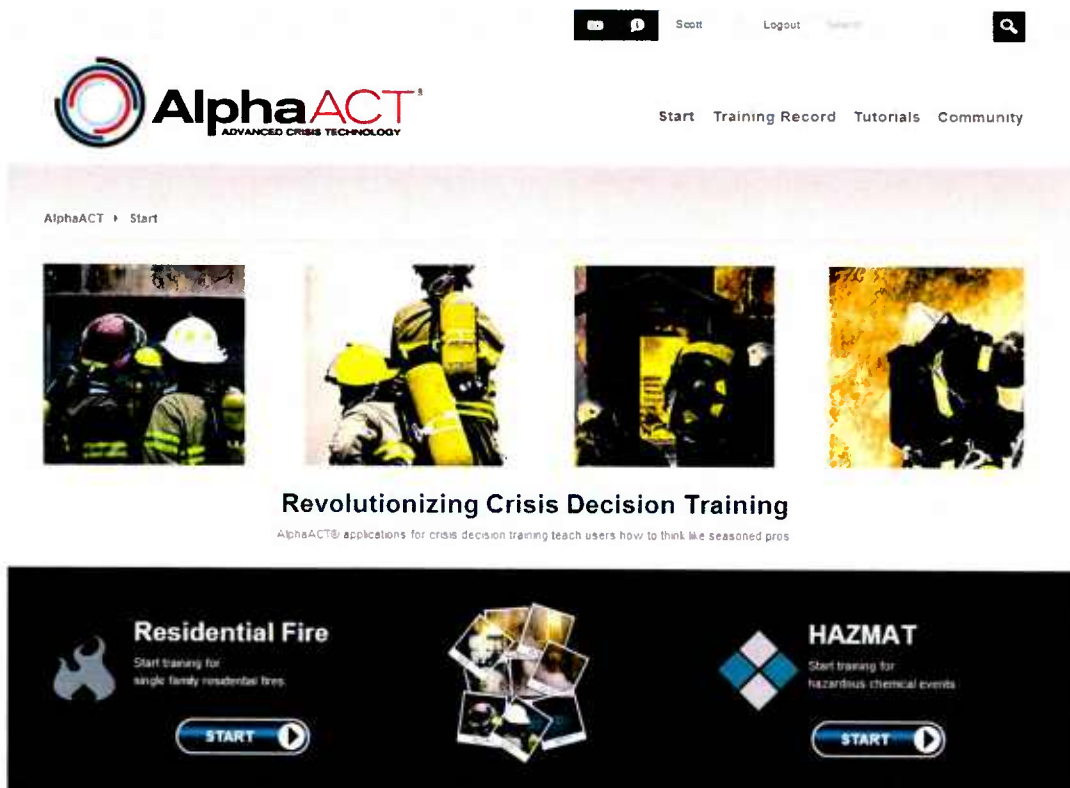 Scott Logout Search
AlphaACT®
ADVANCED CRISIS TECHNOLOGY
Start Training Record Tutorials Community
AlphaACT Start
Revolutionizing Crisis Decision Training
AlphaACT® applications for crisis decision training teach users how to think like seasoned pros
Residential Fire
Start training for
single family residential fires.
START
HAZMAT
Start training for
hazardous chemical events
START